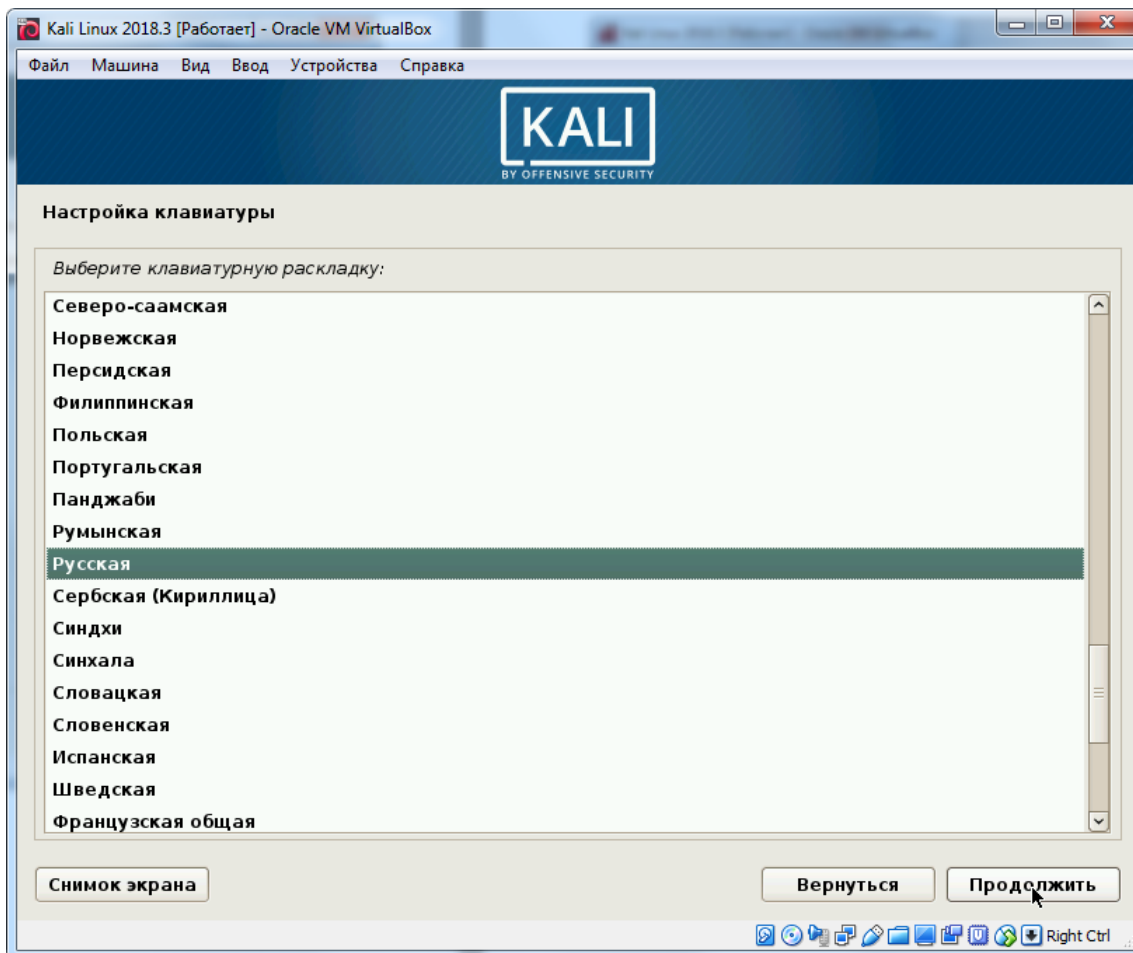 Kali Linux 2018.3 [Работает] - Oracle VM VirtualBox
Файл Машина Вид Ввод Устройства Справка
KALI
BY OFFENSIVE SECURITY
Настройка клавиатуры
Выберите клавиатурную раскладку:
Северо-саамская
Норвежская
Персидская
Филиппинская
Польская
Португальская
Панджаби
Румынская
Русская
Сербская (Кириллица)
Синдхи
Синхала
Словацкая
Словенская
Испанская
Шведская
Французская общая
Снимок экрана Вернуться Продолжить
Right Ctrl